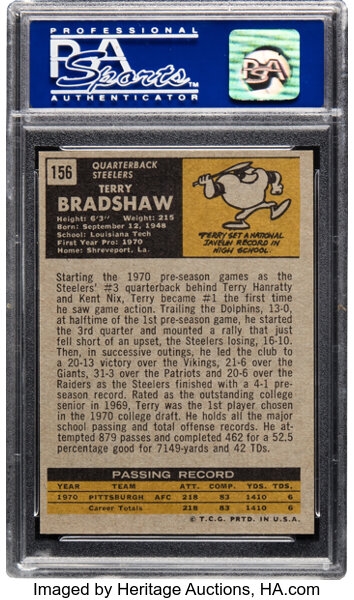 PROFESSIONAL
PSA
Sports™
AUTHENTICATOR
PSA
156
QUARTERBACK
STEELERS
TERRY
BRADSHAW
Height: 6'3" Weight: 215
Born: September 12, 1948
School: Louisiana Tech
First Year Pro: 1970
Home: Shreveport, La.
TERRY SET A NATIONAL
JAVELIN RECORD IN
HIGH SCHOOL.
Starting the 1970 pre-season games as the
Steelers' #3 quarterback behind Terry Hanratty
and Kent Nix, Terry became #1 the first time
he saw game action. Trailing the Dolphins, 13-0,
at halftime of the 1st pre-season game, he started
the 3rd quarter and mounted a rally that just
fell short of an upset, the Steelers losing, 16-10.
Then, in successive outings, he led the club to
a 20-13 victory over the Vikings, 21-6 over the
Giants, 31-3 over the Patriots and 20-6 over the
Raiders as the Steelers finished with a 4-1 pre-
season record. Rated as the outstanding college
senior in 1969, Terry was the 1st player chosen
in the 1970 college draft. He holds all the major
school passing and total offense records. He at-
tempted 879 passes and completed 462 for a 52.5
percentage good for 7149-yards and 42 TDs.
PASSING RECORD
YEAR TEAM ATT. COMP. YDS. TDS.
1970 PITTSBURGH AFC 218 83 1410 6
Career Totals 218 83 1410 6
© T.C.G. PRTD. IN U.S.A.
Imaged by Heritage Auctions, HA.com